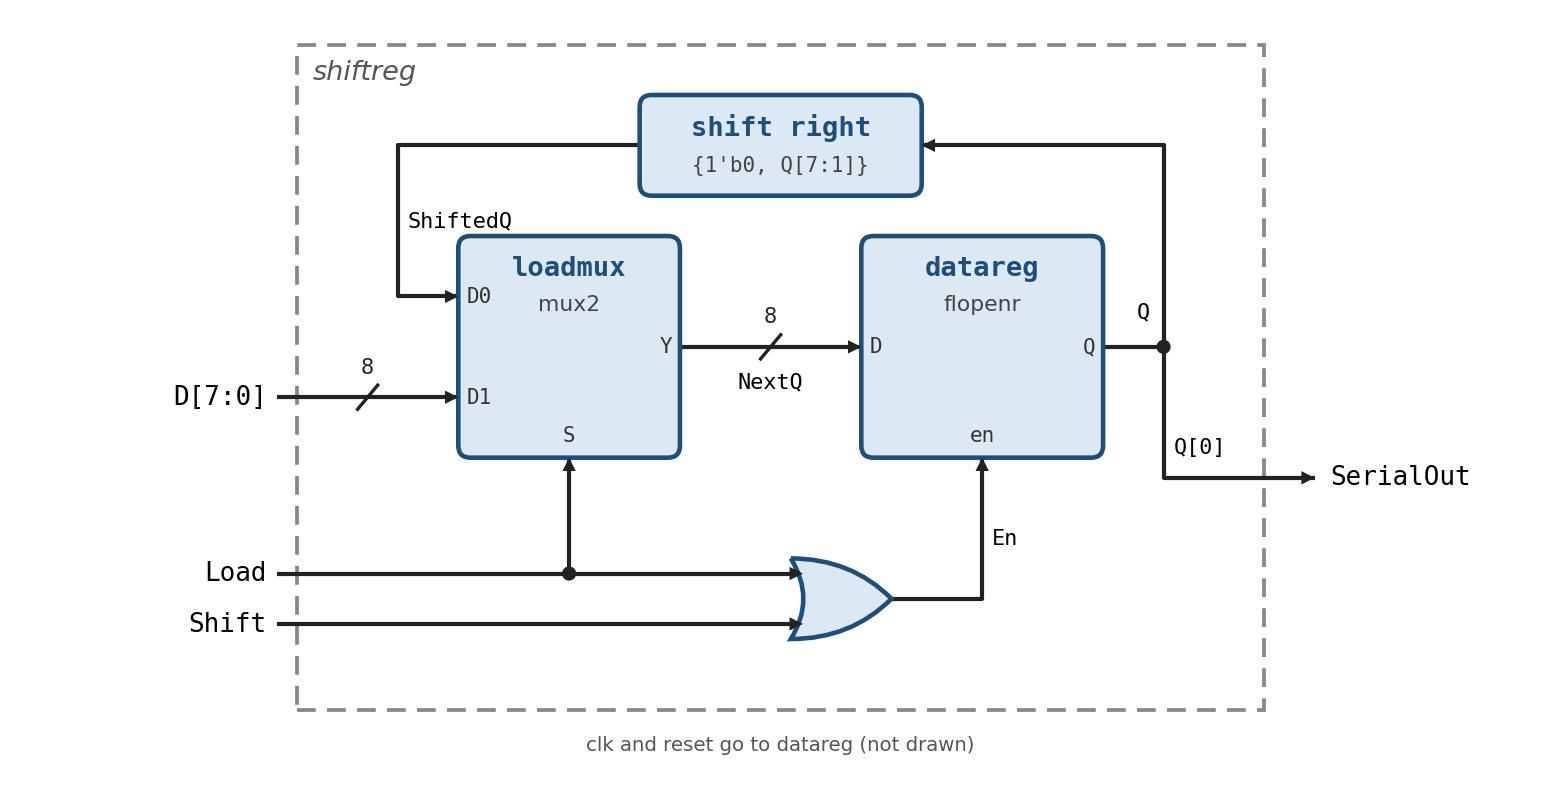 shiftreg
shift right
{1'b0, Q[7:1]}
ShiftedQ
loadmux
mux2
D0
D1
Y
S
8
NextQ
datareg
flopenr
D
Q
en
Q
8
D[7:0]
Q[0]
SerialOut
En
Load
Shift
clk and reset go to datareg (not drawn)